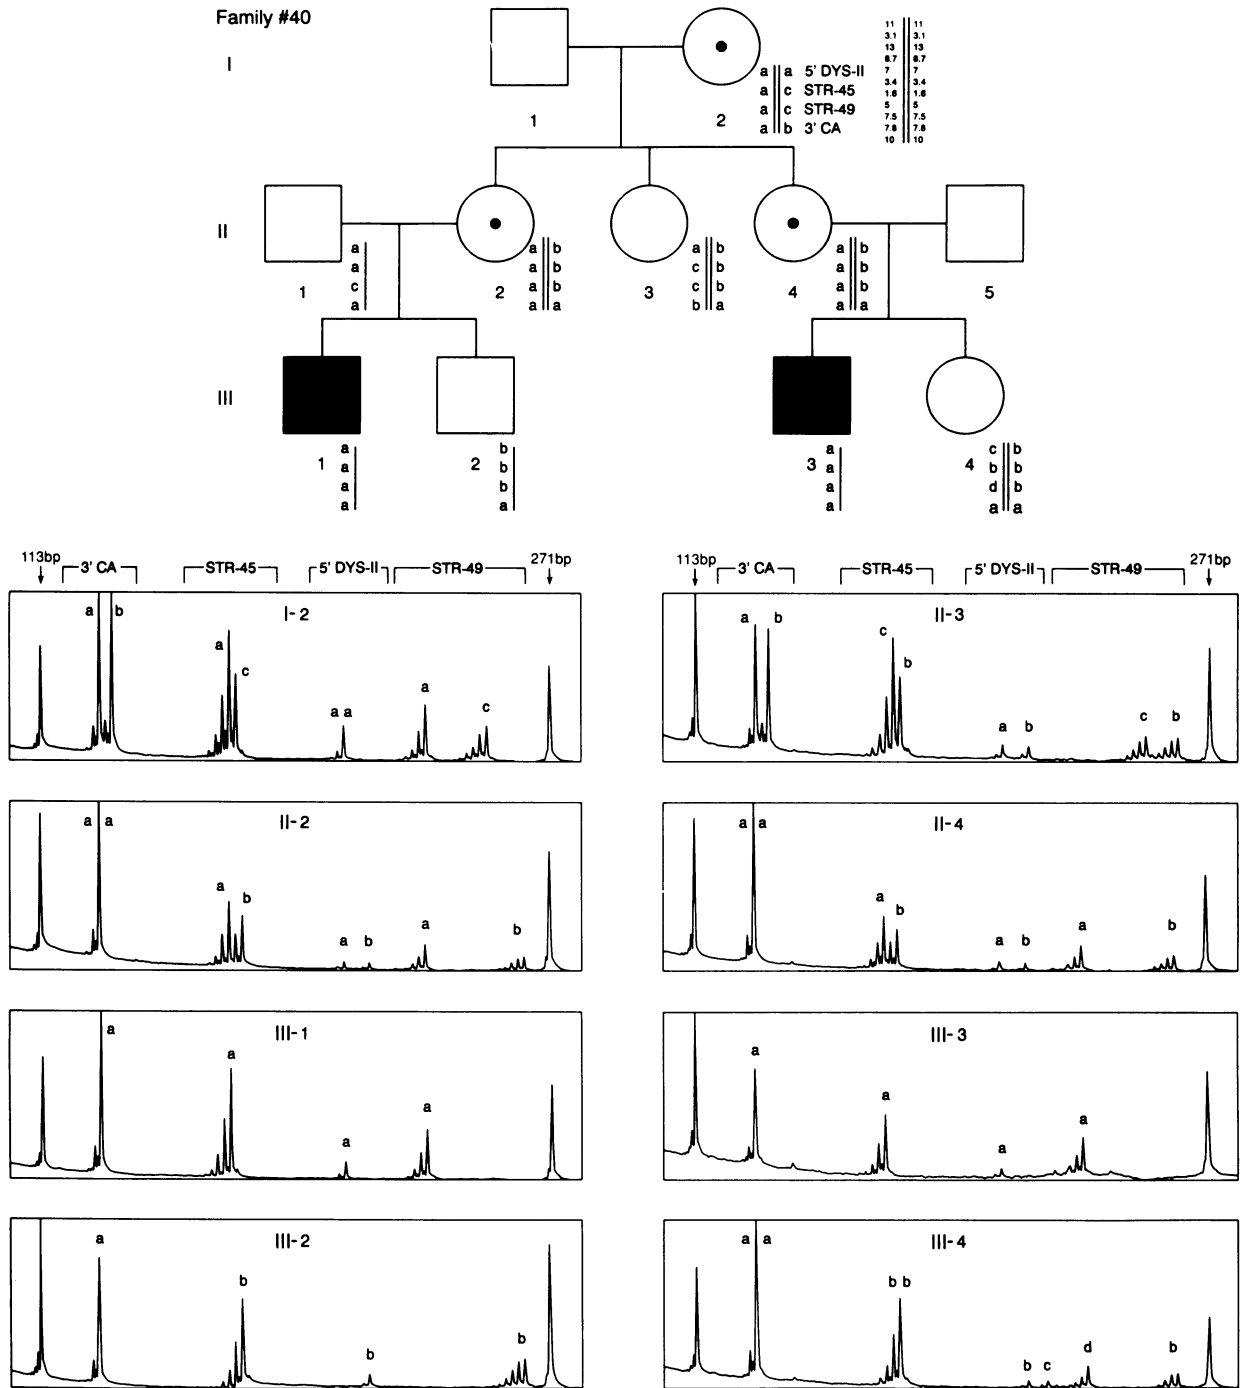 Family #40
I
1
2
a a 5' DYS-II
a c STR-45
a c STR-49
a b 3' CA
11 11
3.1 3.1
13 13
8.7 8.7
7 7
3.4 3.4
1.6 1.6
5 5
7.5 7.5
7.8 7.8
10 10
II
1
a
a
c
a
2
a b
a b
a b
a a
3
a b
c b
c b
b a
4
a b
a b
a b
a a
5
III
1
a
a
a
a
2
b
b
b
a
3
a
a
a
a
4
c b
b b
d b
a a
113bp 3' CA STR-45 5' DYS-II STR-49 271bp
113bp 3' CA STR-45 5' DYS-II STR-49 271bp
I-2
a b a c a a a c
II-3
a b c b a b c b
II-2
a a a b a b a b
II-4
a a a b a b a b
III-1
a a a a
III-3
a a a a
III-2
a b b b
III-4
a a b b b c d b